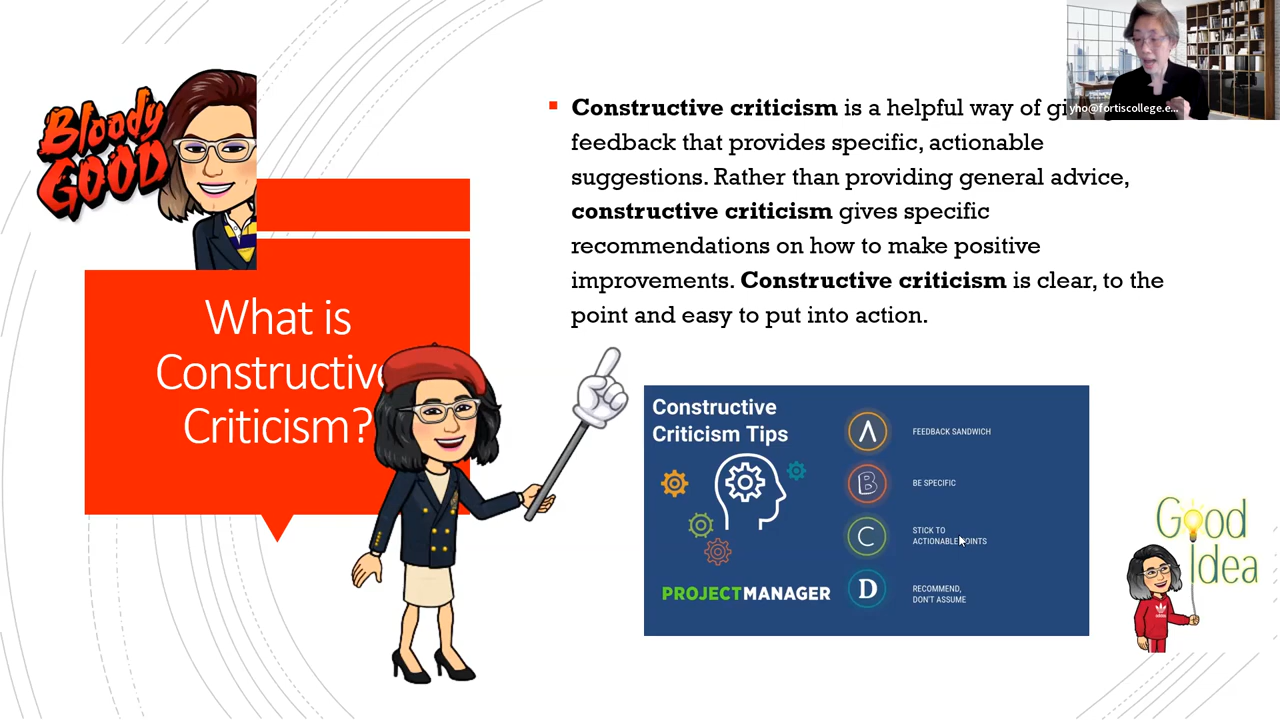 Bloody
GOOD
What is
Constructive
Criticism?
Constructive criticism is a helpful way of gi
feedback that provides specific, actionable
suggestions. Rather than providing general advice,
constructive criticism gives specific
recommendations on how to make positive
improvements. Constructive criticism is clear, to the
point and easy to put into action.
yho@fortiscollege.e...
Constructive
Criticism Tips
PROJECTMANAGER
A
FEEDBACK SANDWICH
B
BE SPECIFIC
C
STICK TO
ACTIONABLE POINTS
D
RECOMMEND,
DON'T ASSUME
Good
Idea